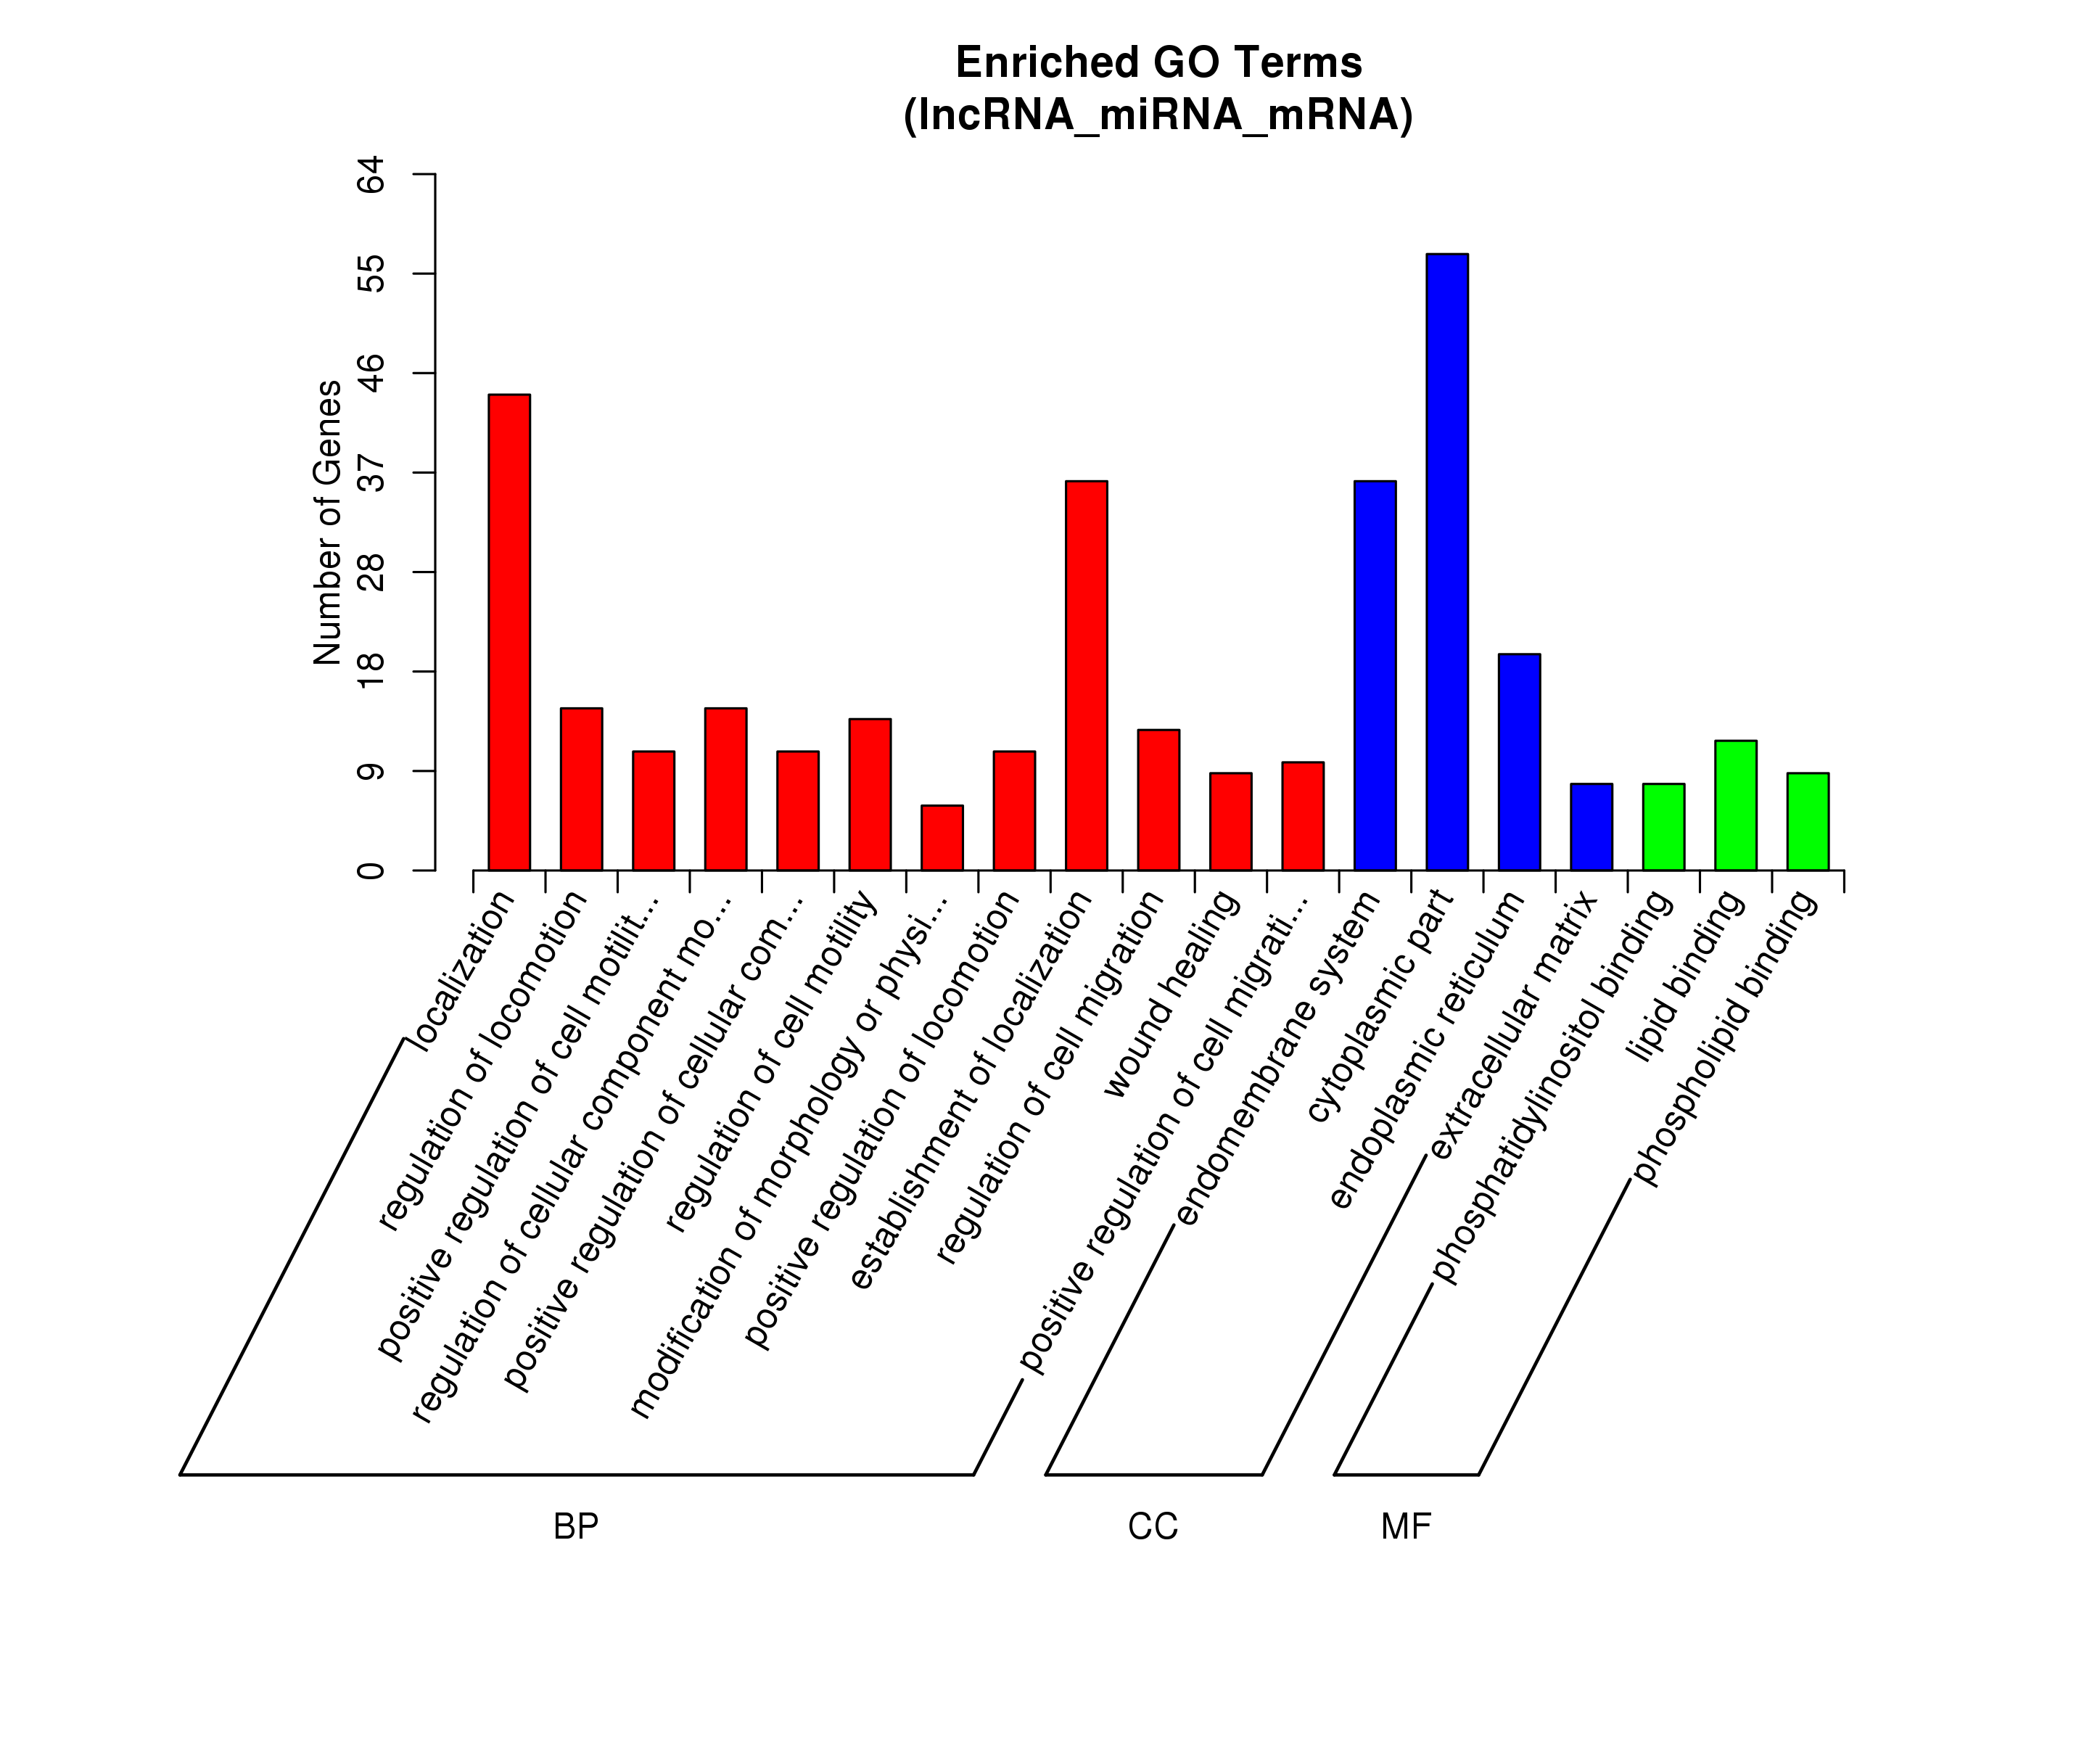 Enriched GO Terms
(lncRNA_miRNA_mRNA)
Number of Genes
64
55
46
37
28
18
9
0
localization
regulation of locomotion
positive regulation of cell motilit...
regulation of cellular component mo...
positive regulation of cellular com...
regulation of cell motility
modification of morphology or physi...
positive regulation of locomotion
establishment of localization
regulation of cell migration
wound healing
positive regulation of cell migrati...
endomembrane system
cytoplasmic part
endoplasmic reticulum
extracellular matrix
phosphatidylinositol binding
lipid binding
phospholipid binding
BP
CC
MF